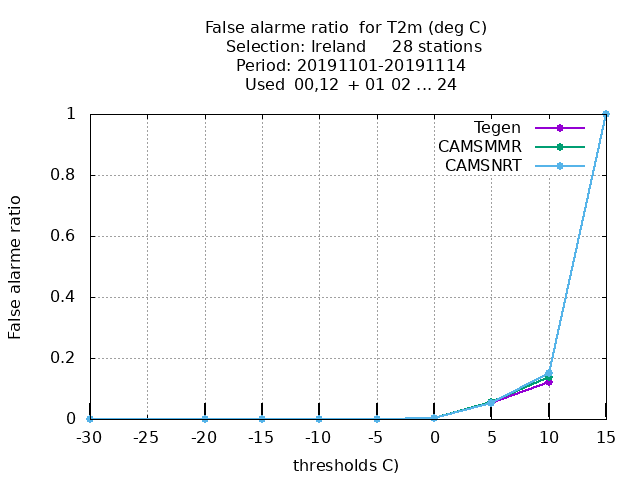 False alarme ratio  for T2m (deg C)
Selection: Ireland     28 stations
Period: 20191101-20191114
Used  00,12  + 01 02 ... 24
Tegen
CAMSMMR
CAMSNRT
1
0.8
0.6
0.4
0.2
0
False alarme ratio
-30 -25 -20 -15 -10 -5 0 5 10 15
thresholds C)